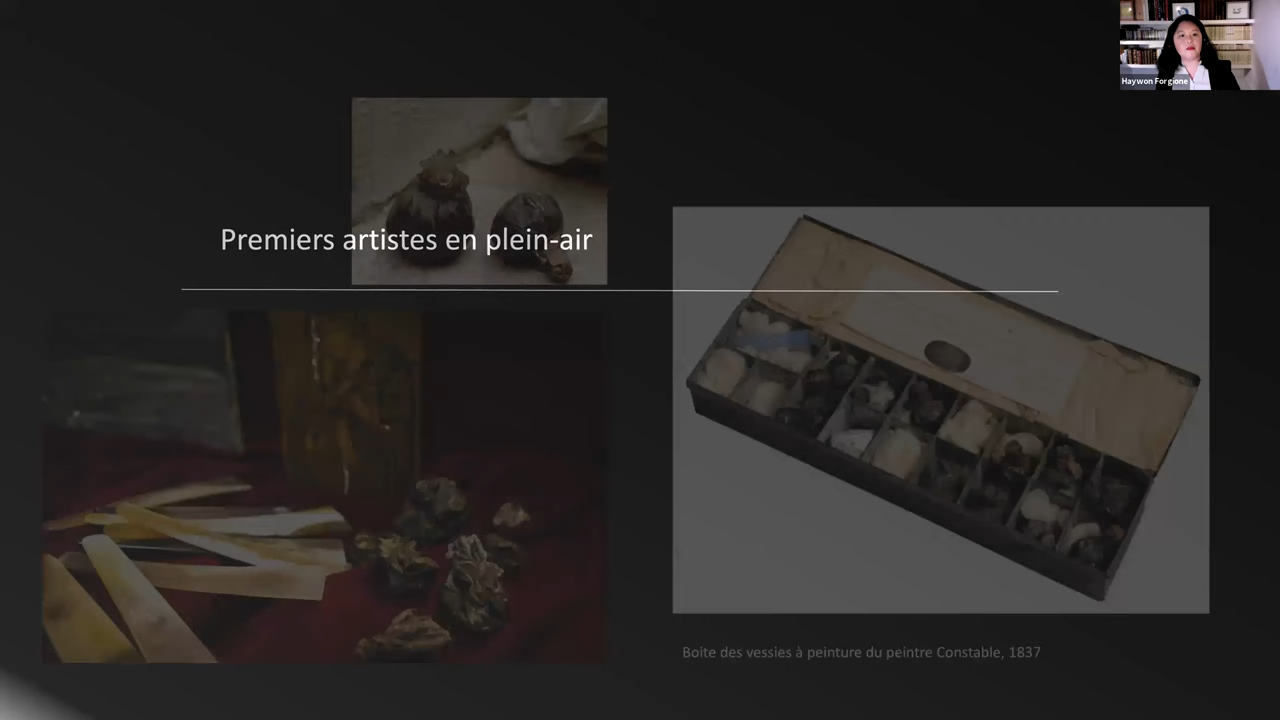 Haywon Forgione
Premiers artistes en plein-air
Boite des vessies à peinture du peintre Constable, 1837